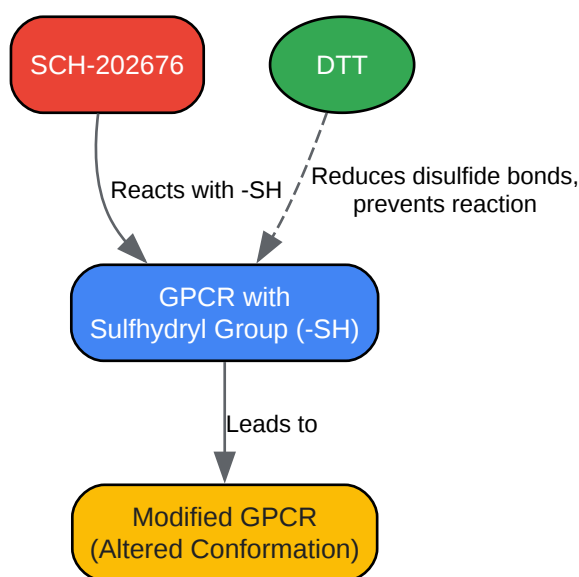 SCH-202676
DTT
Reacts with -SH
Reduces disulfide bonds,
prevents reaction
GPCR with
Sulfhydryl Group (-SH)
Leads to
Modified GPCR
(Altered Conformation)